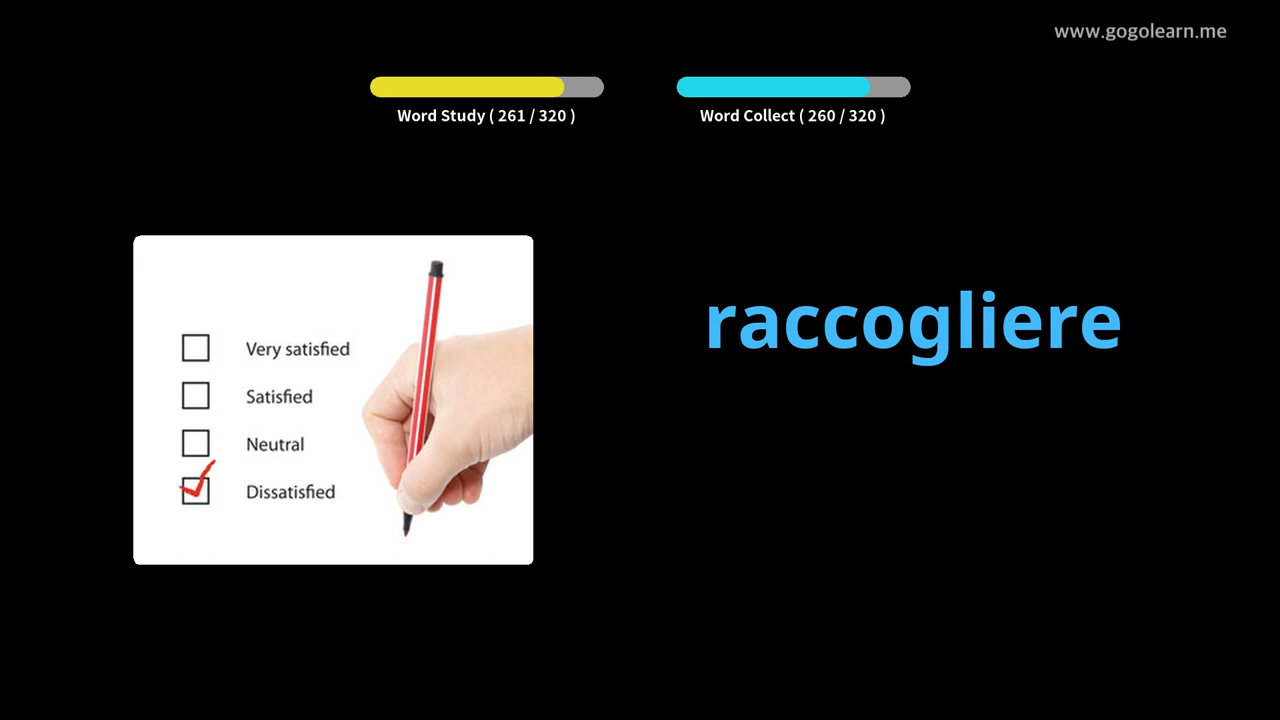 www.gogolearn.me
Word Study ( 261 / 320 )
Word Collect ( 260 / 320 )
raccogliere
Very satisfied
Satisfied
Neutral
Dissatisfied